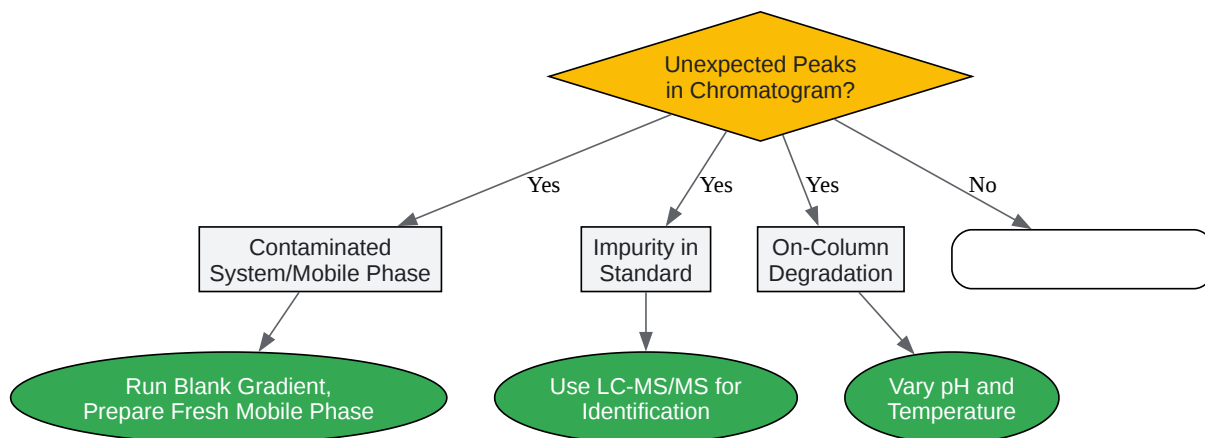 Unexpected Peaks
in Chromatogram?
Yes
Yes
Yes
No
Contaminated
System/Mobile Phase
Impurity in
Standard
On-Column
Degradation
Run Blank Gradient,
Prepare Fresh Mobile Phase
Use LC-MS/MS for
Identification
Vary pH and
Temperature